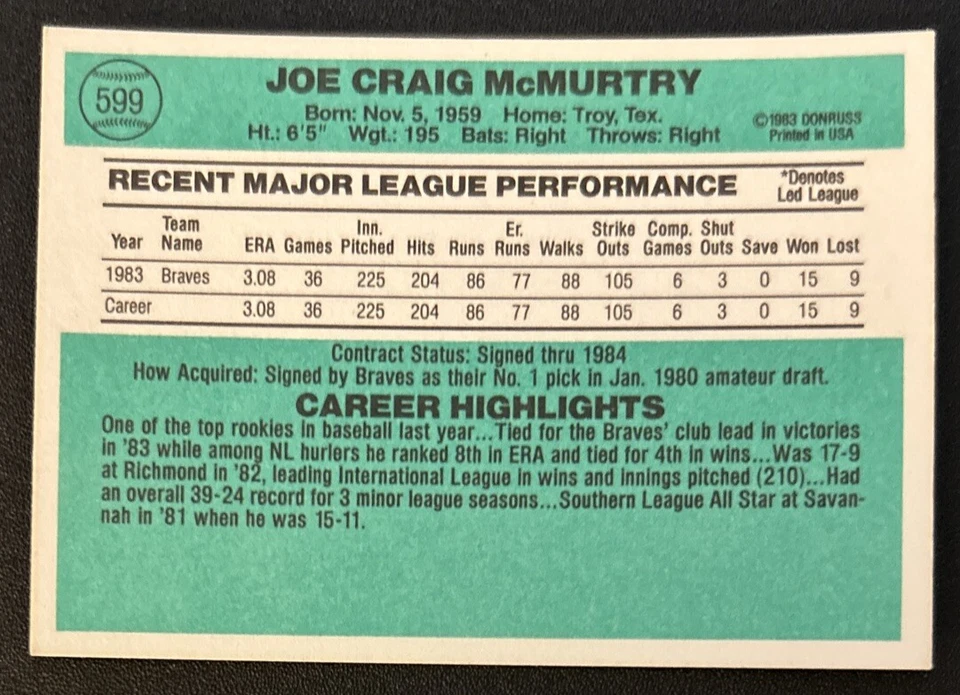 599
JOE CRAIG McMURTRY
Born: Nov. 5, 1959 Home: Troy, Tex.
Ht.: 6'5" Wgt.: 195 Bats: Right Throws: Right
©1983 DONRUSS
Printed in USA
RECENT MAJOR LEAGUE PERFORMANCE
*Denotes
Led League
Year Team Name ERA Games Inn. Pitched Hits Runs Er. Runs Walks Strike Outs Comp. Games Shut Outs Save Won Lost
1983 Braves 3.08 36 225 204 86 77 88 105 6 3 0 15 9
Career 3.08 36 225 204 86 77 88 105 6 3 0 15 9
Contract Status: Signed thru 1984
How Acquired: Signed by Braves as their No. 1 pick in Jan. 1980 amateur draft.
CAREER HIGHLIGHTS
One of the top rookies in baseball last year...Tied for the Braves' club lead in victories
in '83 while among NL hurlers he ranked 8th in ERA and tied for 4th in wins...Was 17-9
at Richmond in '82, leading International League in wins and innings pitched (210)...Had
an overall 39-24 record for 3 minor league seasons...Southern League All Star at Savan-
nah in '81 when he was 15-11.